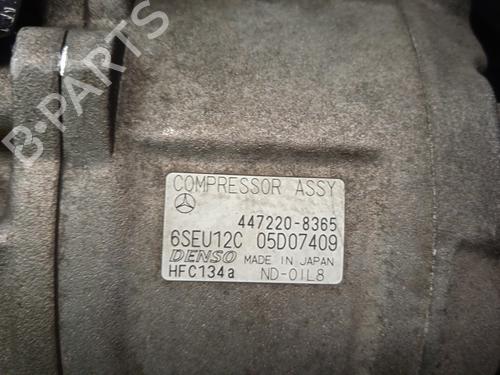 B-PARTS
COMPRESSOR ASSY
447220-8365
6SEU12C 05D07409
DENSO MADE IN JAPAN
HFC134a ND-OIL8